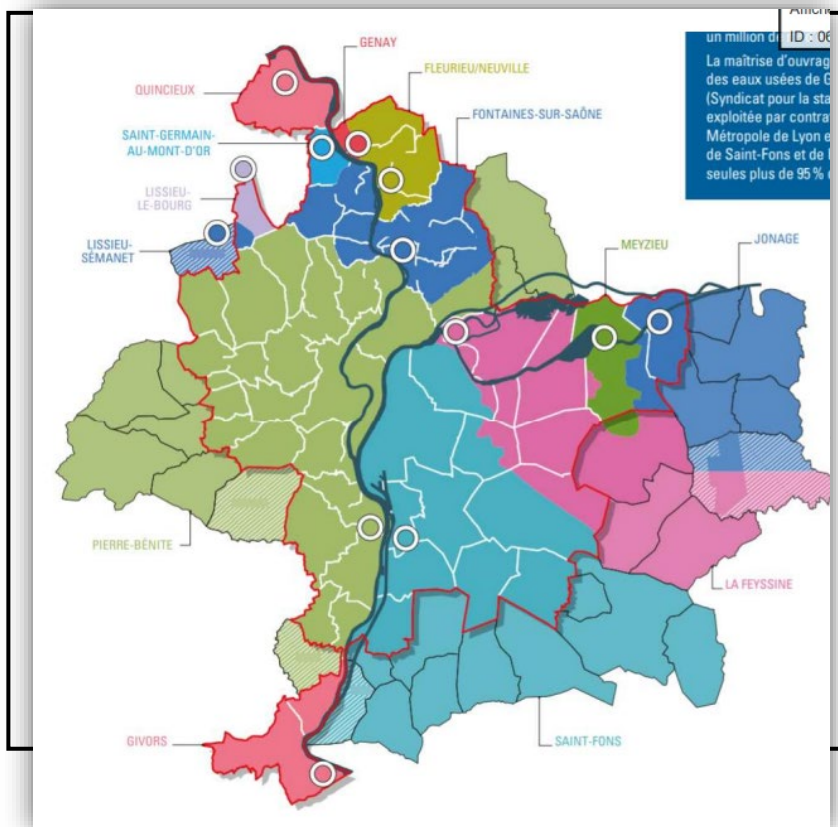 ID : 06
un million de
La maîtrise d'ouvrag
des eaux usées de G
(Syndicat pour la sta
exploitée par contra
Métropole de Lyon e
de Saint-Fons et de
seules plus de 95 %
GENAY
FLEURIEU/NEUVILLE
QUINCIEUX
FONTAINES-SUR-SAÔNE
SAINT-GERMAIN-
AU-MONT-D'OR
LISSIEU-
LE-BOURG
LISSIEU-
SÉMANET
MEYZIEU
JONAGE
PIERRE-BÉNITE
LA FEYSSINE
GIVORS
SAINT-FONS